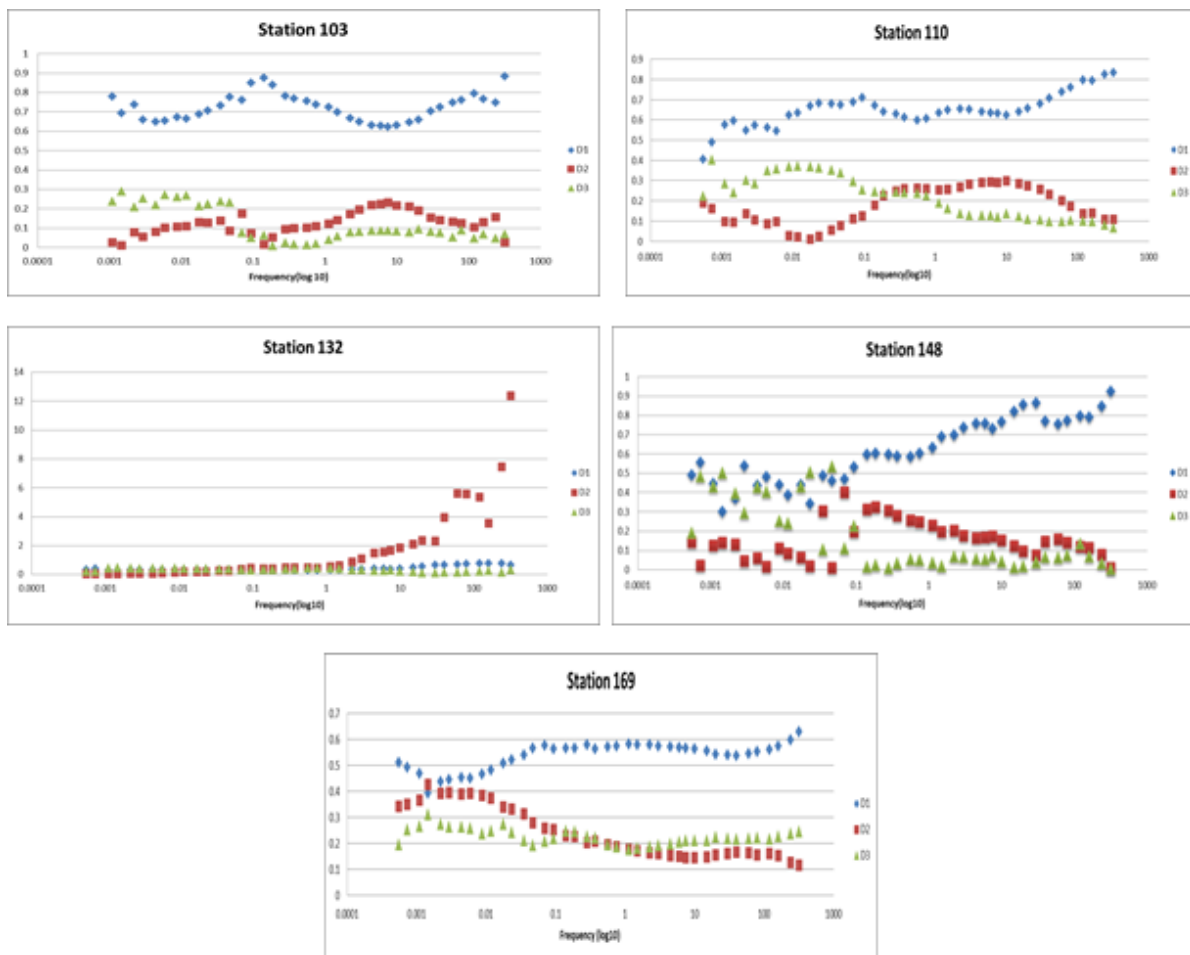 Station 103
1
0.9
0.8
0.7
0.6
0.5
0.4
0.3
0.2
0.1
0
0.0001 0.001 0.01 0.1 1 10 100 1000
Frequency(log 10)
D1
D2
D3
Station 110
0.9
0.8
0.7
0.6
0.5
0.4
0.3
0.2
0.1
0
0.0001 0.001 0.01 0.1 1 10 100 1000
Frequency(log10)
D1
D2
D3
Station 132
14
12
10
8
6
4
2
0
0.0001 0.001 0.01 0.1 1 10 100 1000
Frequency(log10)
D1
D2
D3
Station 148
1
0.9
0.8
0.7
0.6
0.5
0.4
0.3
0.2
0.1
0
0.0001 0.001 0.01 0.1 1 10 100 1000
Frequency(log10)
D1
D2
D3
Station 169
0.7
0.6
0.5
0.4
0.3
0.2
0.1
0
0.0001 0.001 0.01 0.1 1 10 100 1000
Frequency (log10)
D1
D2
D3